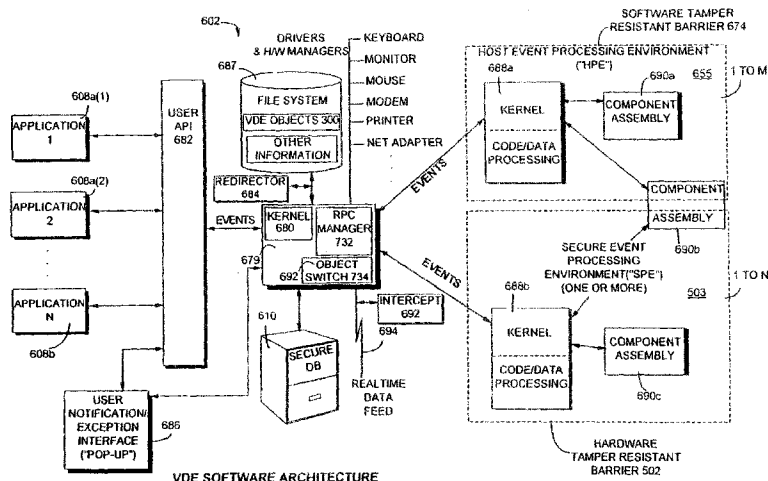 602
DRIVERS
& H/W MANAGERS
687
FILE SYSTEM
VDE OBJECTS 300
OTHER
INFORMATION
KEYBOARD
MONITOR
MOUSE
MODEM
PRINTER
NET ADAPTER
SOFTWARE TAMPER
RESISTANT BARRIER 674
HOST EVENT PROCESSING ENVIRONMENT
("HPE")
688a
KERNEL
CODE/DATA
PROCESSING
690a
COMPONENT
ASSEMBLY
655
1 TO M
608a(1)
APPLICATION
1
608a(2)
APPLICATION
2
APPLICATION
N
608b
USER
API
682
EVENTS
REDIRECTOR
684
KERNEL
680
RPC
MANAGER
732
679
692
OBJECT
SWITCH 734
EVENTS
EVENTS
INTERCEPT
692
694
REALTIME
DATA
FEED
610
SECURE
DB
USER
NOTIFICATION/
EXCEPTION
INTERFACE
("POP-UP")
686
COMPONENT
ASSEMBLY
690b
SECURE EVENT
PROCESSING
ENVIRONMENT("SPE")
(ONE OR MORE)
503
1 TO N
688b
KERNEL
CODE/DATA
PROCESSING
COMPONENT
ASSEMBLY
690c
HARDWARE
TAMPER RESISTANT
BARRIER 502
VDE SOFTWARE ARCHITECTURE